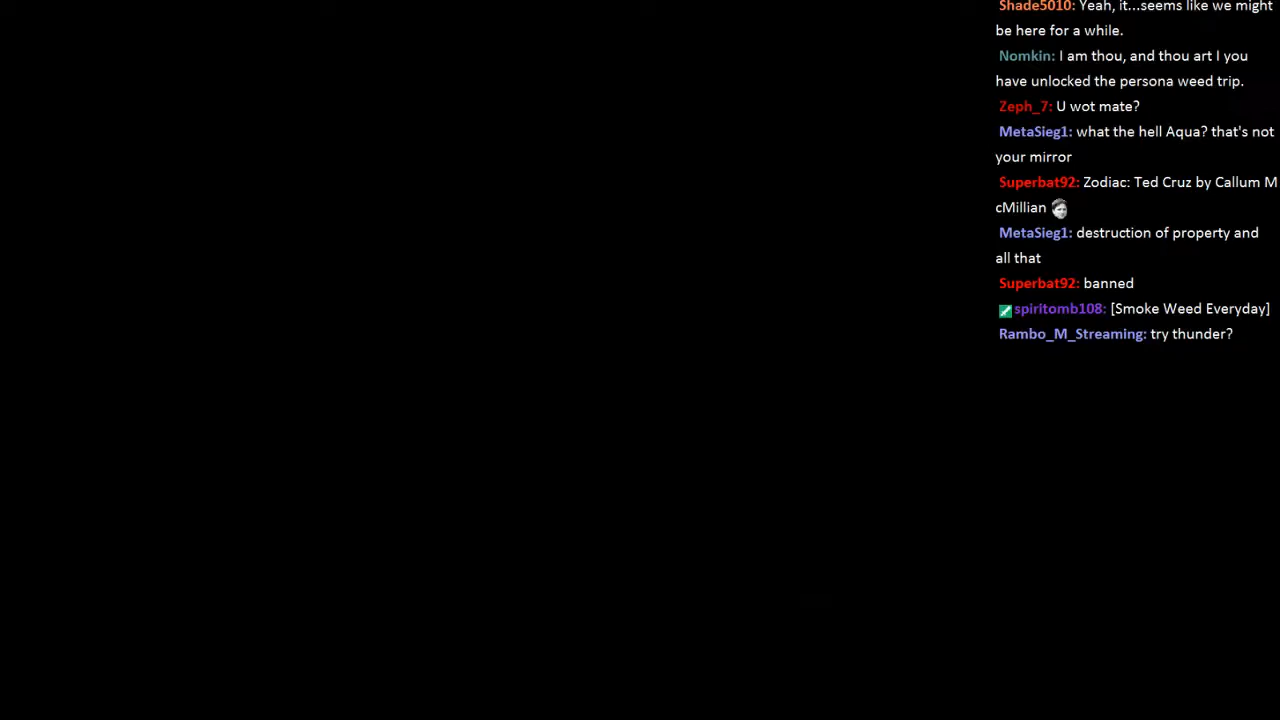 Shade5010: Yeah, it...seems like we might
be here for a while.
Nomkin: I am thou, and thou art I you
have unlocked the persona weed trip.
Zeph_7: U wot mate?
MetaSieg1: what the hell Aqua? that's not
your mirror
Superbat92: Zodiac: Ted Cruz by Callum M
cMillian
MetaSieg1: destruction of property and
all that
Superbat92: banned
spiritomb108: [Smoke Weed Everyday]
Rambo_M_Streaming: try thunder?